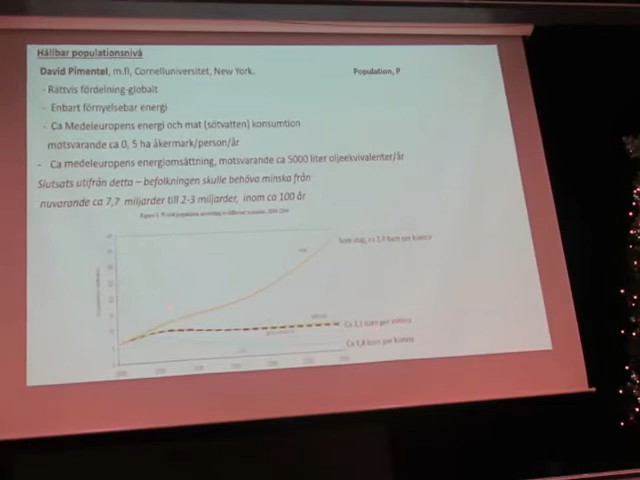 Hållbar populationsnivå
David Pimentel, m.fl, Cornelluniversitet, New York.
Population, P
- Rättvis fördelning-globalt
- Enbart förnyelsebar energi
- Ca Medeleuropens energi och mat (sötvatten) konsumtion
motsvarande ca 0, 5 ha åkermark/person/år
- Ca medeleuropens energiomsättning, motsvarande ca 5000 liter oljeekvivalenter/år
Slutsats utifrån detta – befolkningen skulle behöva minska från
nuvarande ca 7,7 miljarder till 2-3 miljarder, inom ca 100 år
Som idag, ca 2,4 barn per kvinna
Ca 2,1 barn per kvinna
Ca 1,8 barn per kvinna